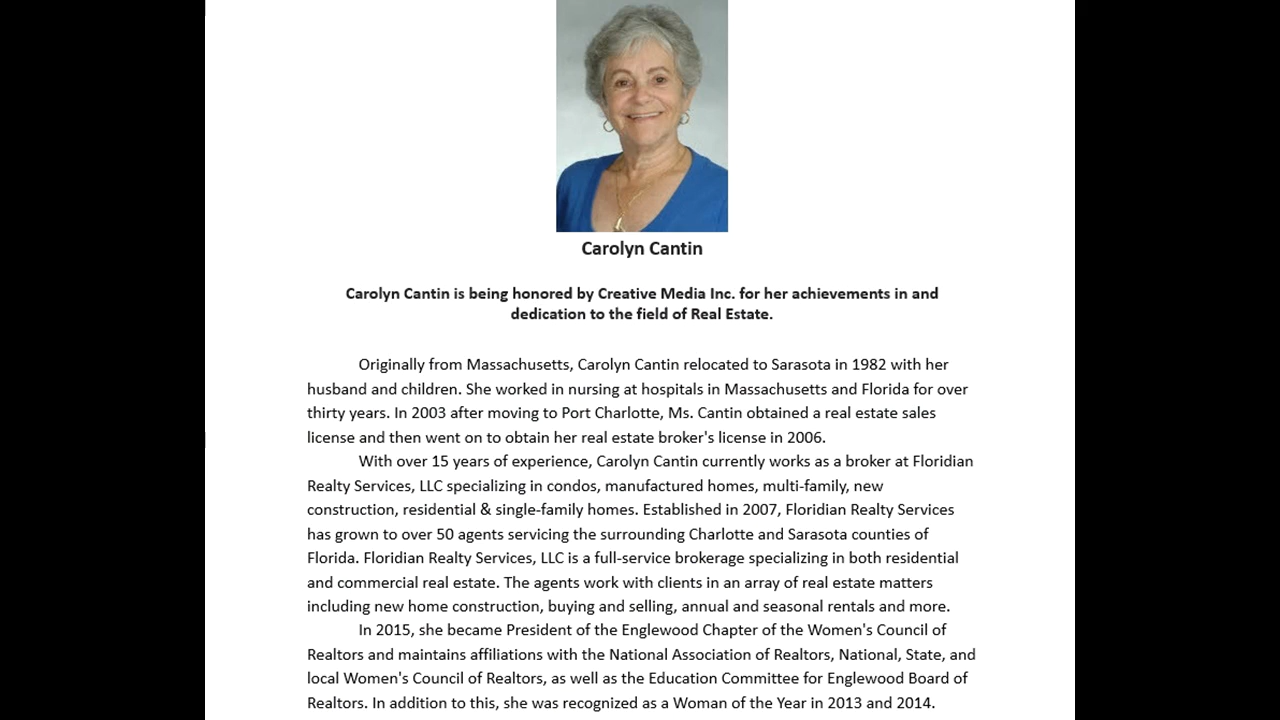 Carolyn Cantin
Carolyn Cantin is being honored by Creative Media Inc. for her achievements in and
dedication to the field of Real Estate.
Originally from Massachusetts, Carolyn Cantin relocated to Sarasota in 1982 with her
husband and children. She worked in nursing at hospitals in Massachusetts and Florida for over
thirty years. In 2003 after moving to Port Charlotte, Ms. Cantin obtained a real estate sales
license and then went on to obtain her real estate broker's license in 2006.
With over 15 years of experience, Carolyn Cantin currently works as a broker at Floridian
Realty Services, LLC specializing in condos, manufactured homes, multi-family, new
construction, residential & single-family homes. Established in 2007, Floridian Realty Services
has grown to over 50 agents servicing the surrounding Charlotte and Sarasota counties of
Florida. Floridian Realty Services, LLC is a full-service brokerage specializing in both residential
and commercial real estate. The agents work with clients in an array of real estate matters
including new home construction, buying and selling, annual and seasonal rentals and more.
In 2015, she became President of the Englewood Chapter of the Women's Council of
Realtors and maintains affiliations with the National Association of Realtors, National, State, and
local Women's Council of Realtors, as well as the Education Committee for Englewood Board of
Realtors. In addition to this, she was recognized as a Woman of the Year in 2013 and 2014.